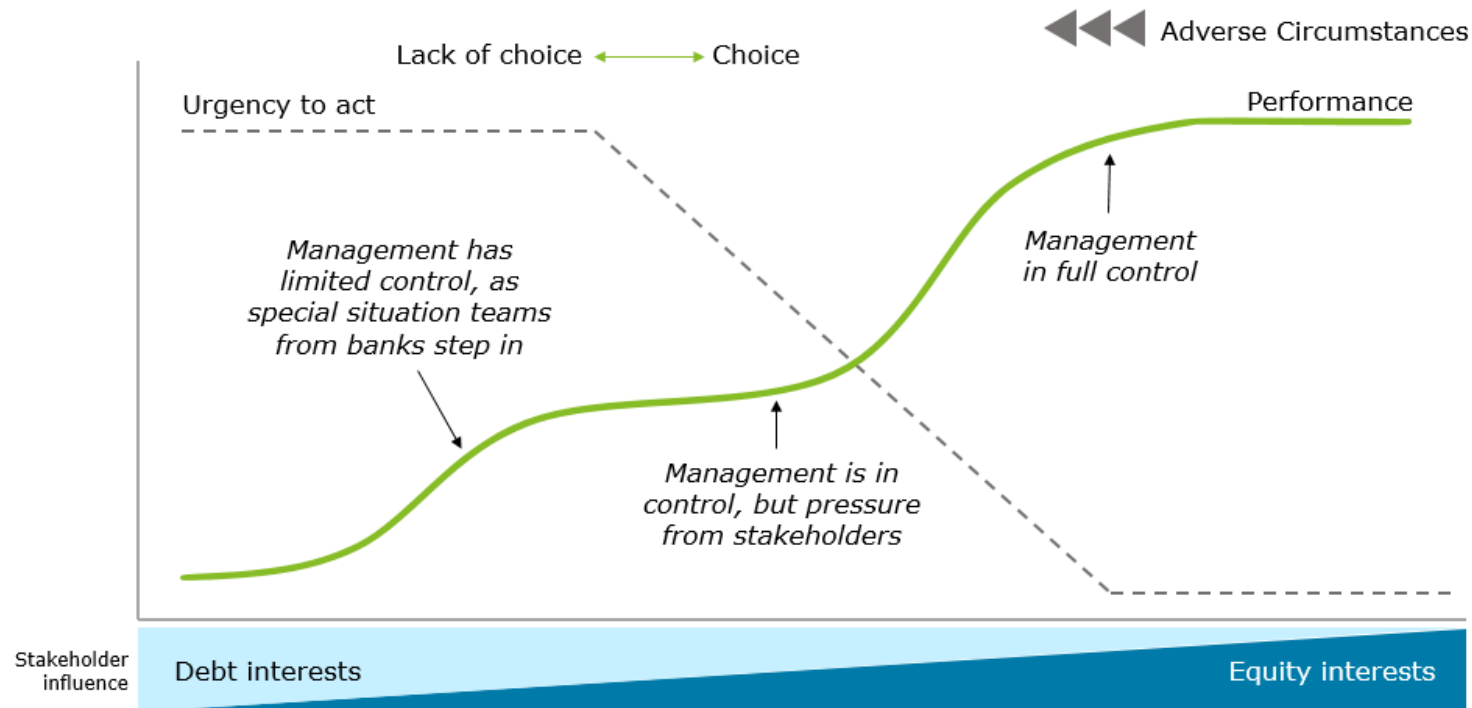 Adverse Circumstances
Lack of choice
Choice
Urgency to act
Performance
Management has
limited control, as
special situation teams
from banks step in
Management
in full control
Management is in
control, but pressure
from stakeholders
Stakeholder
influence
Debt interests
Equity interests